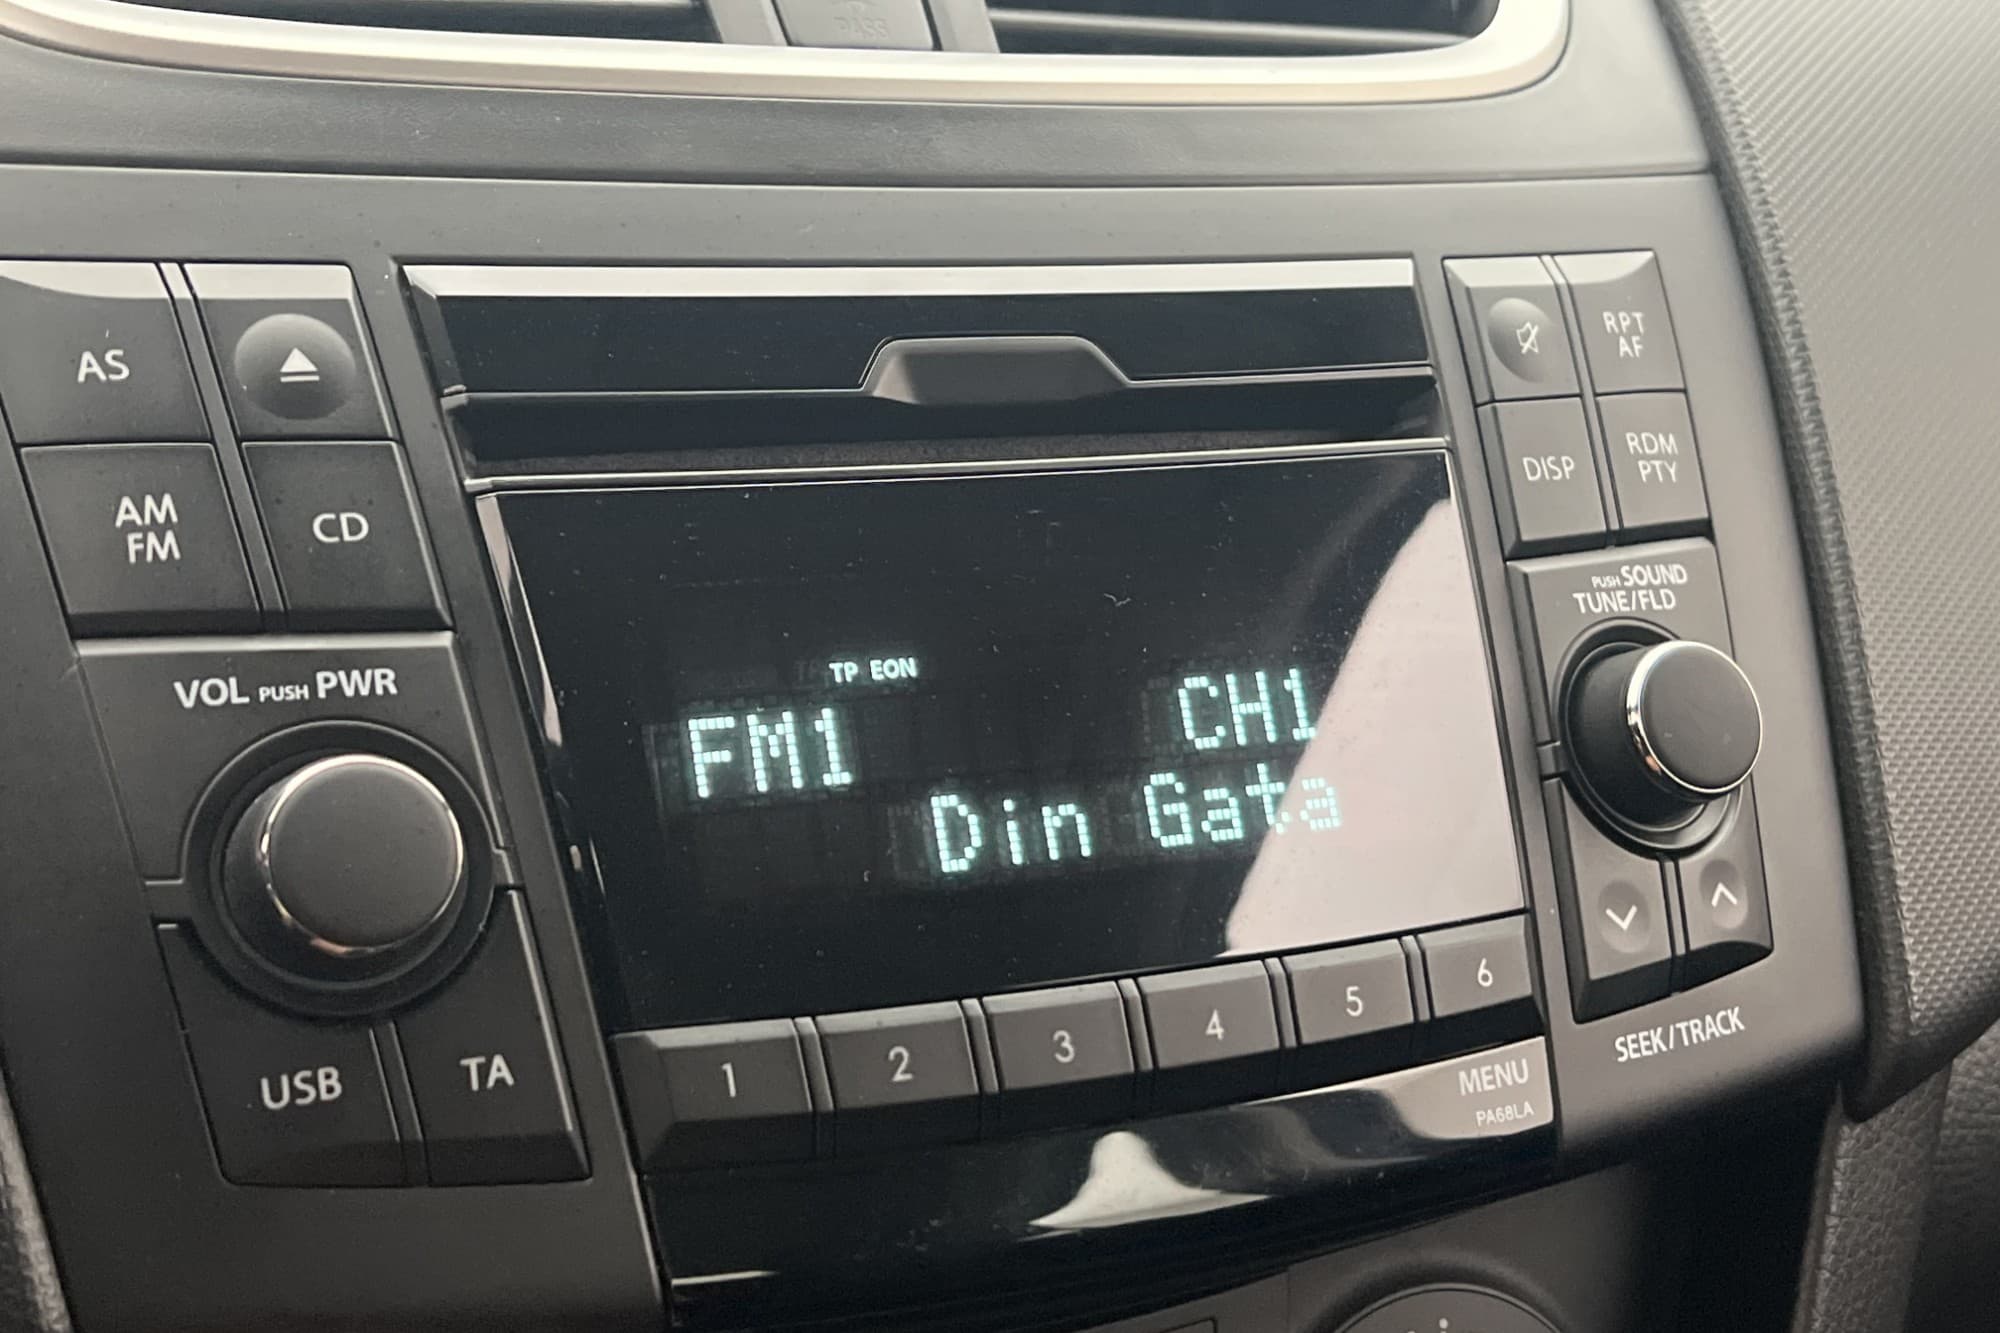 PASS
AS
RPT
AF
AM
FM
CD
DISP
RDM
PTY
PUSH SOUND
TUNE/FLD
VOL PUSH PWR
TP EON
FM1
CH1
Din Gata
USB
TA
1 2 3 4 5 6
SEEK/TRACK
MENU
PA68LA